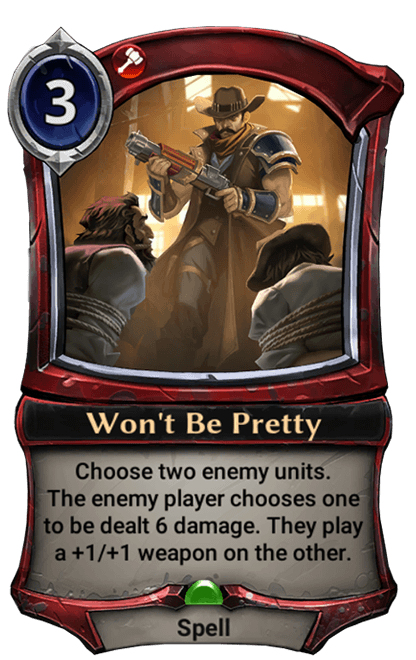 3
Won't Be Pretty
Choose two enemy units.
The enemy player chooses one
to be dealt 6 damage. They play
a +1/+1 weapon on the other.
Spell